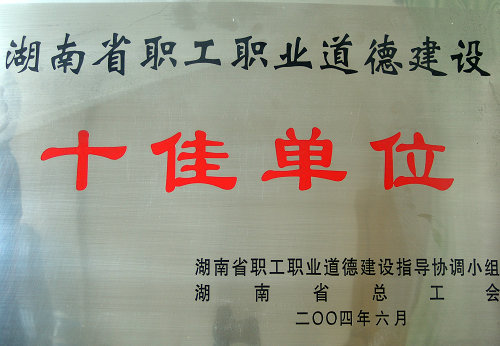 湖南省职工职业道德建设
十佳单位
湖南省职工职业道德建设指导协调小组
湖南省总工会
二〇〇四年六月